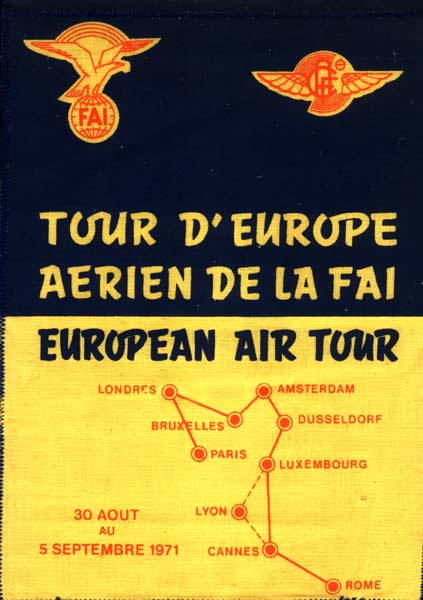 FAI
TOUR D'EUROPE
AERIEN DE LA FAI
EUROPEAN AIR TOUR
LONDRES
AMSTERDAM
BRUXELLES
DUSSELDORF
PARIS
LUXEMBOURG
LYON
30 AOUT
AU
5 SEPTEMBRE 1971
CANNES
ROME